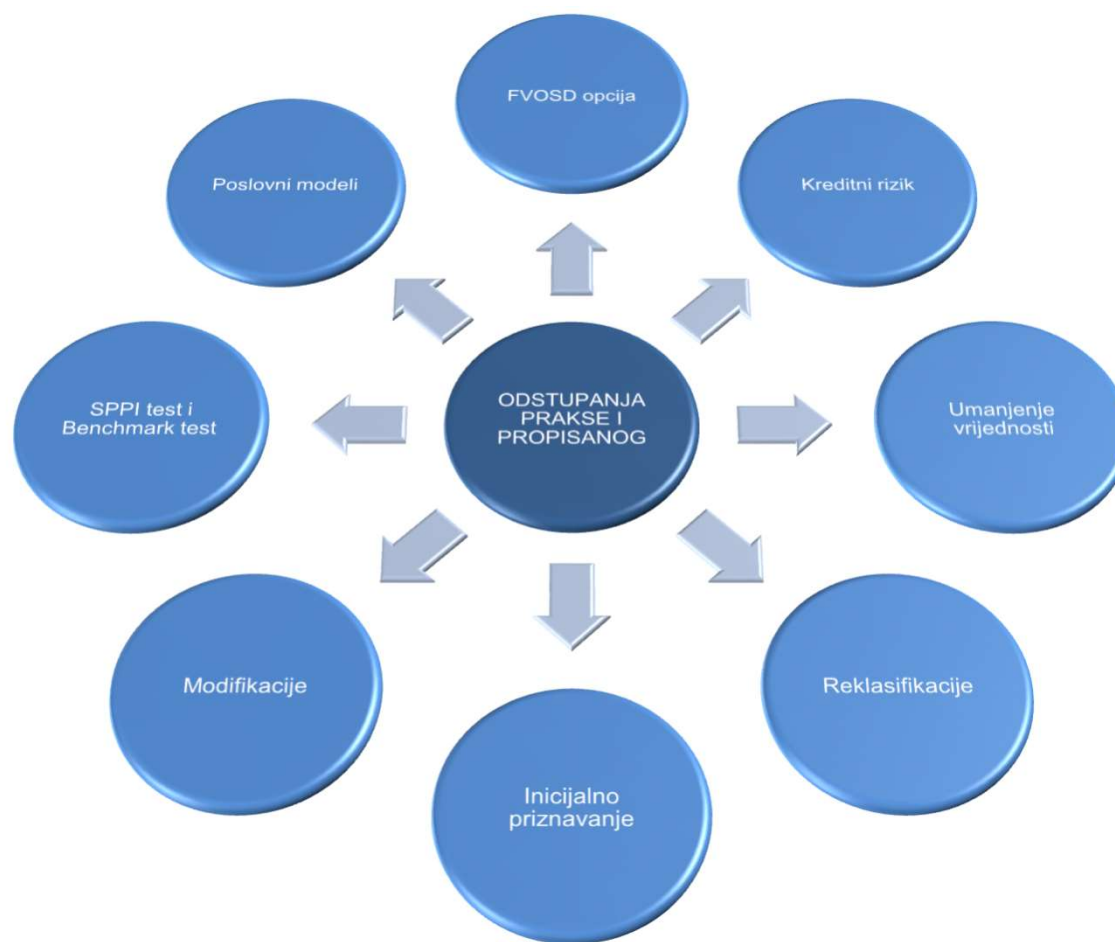 FVOSD opcija
Poslovni modeli
Kreditni rizik
SPPI test i
Benchmark test
ODSTUPANJA
PRAKSE I
PROPISANOG
Umanjenje
vrijednosti
Modifikacije
Reklasifikacije
Inicijalno
priznavanje